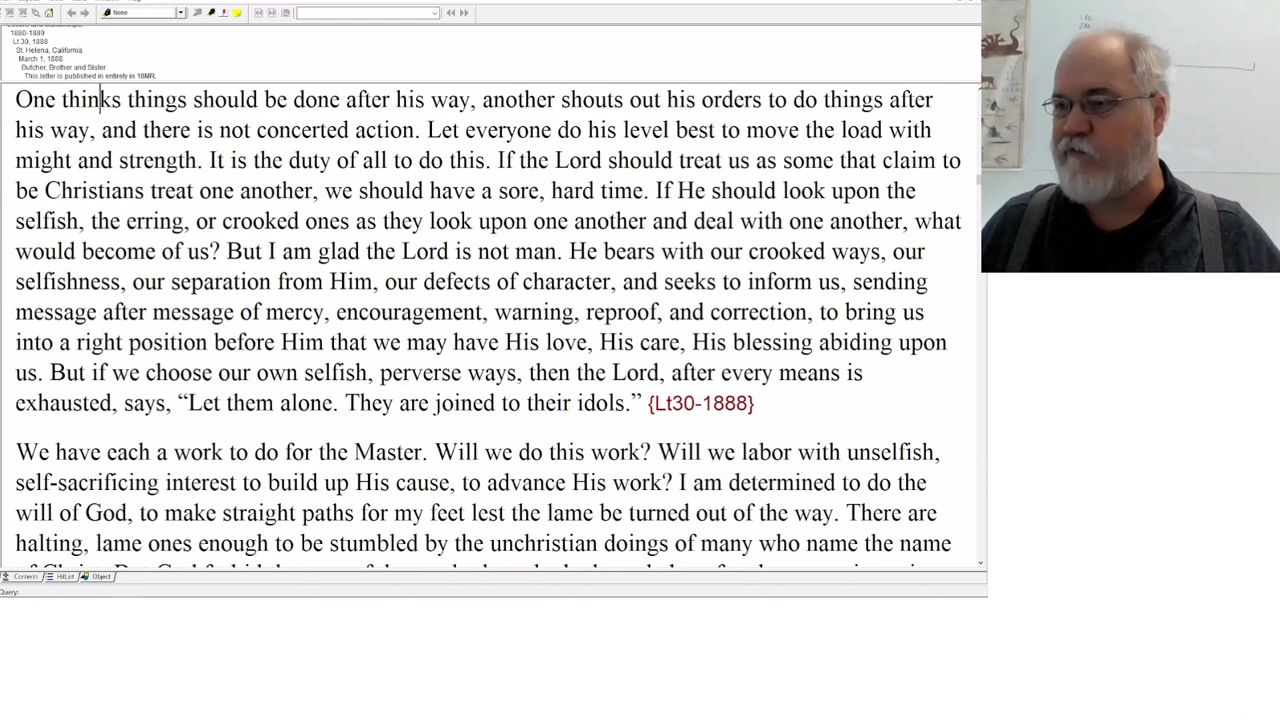 None
1880-1889
Lt 30, 1888
St. Helena, California
March 1, 1888
Butcher, Brother and Sister
This letter is published in entirety in 18MR.
One thinks things should be done after his way, another shouts out his orders to do things after
his way, and there is not concerted action. Let everyone do his level best to move the load with
might and strength. It is the duty of all to do this. If the Lord should treat us as some that claim to
be Christians treat one another, we should have a sore, hard time. If He should look upon the
selfish, the erring, or crooked ones as they look upon one another and deal with one another, what
would become of us? But I am glad the Lord is not man. He bears with our crooked ways, our
selfishness, our separation from Him, our defects of character, and seeks to inform us, sending
message after message of mercy, encouragement, warning, reproof, and correction, to bring us
into a right position before Him that we may have His love, His care, His blessing abiding upon
us. But if we choose our own selfish, perverse ways, then the Lord, after every means is
exhausted, says, “Let them alone. They are joined to their idols.” {Lt30-1888}
We have each a work to do for the Master. Will we do this work? Will we labor with unselfish,
self-sacrificing interest to build up His cause, to advance His work? I am determined to do the
will of God, to make straight paths for my feet lest the lame be turned out of the way. There are
halting, lame ones enough to be stumbled by the unchristian doings of many who name the name
Contents HitList Object
Query: